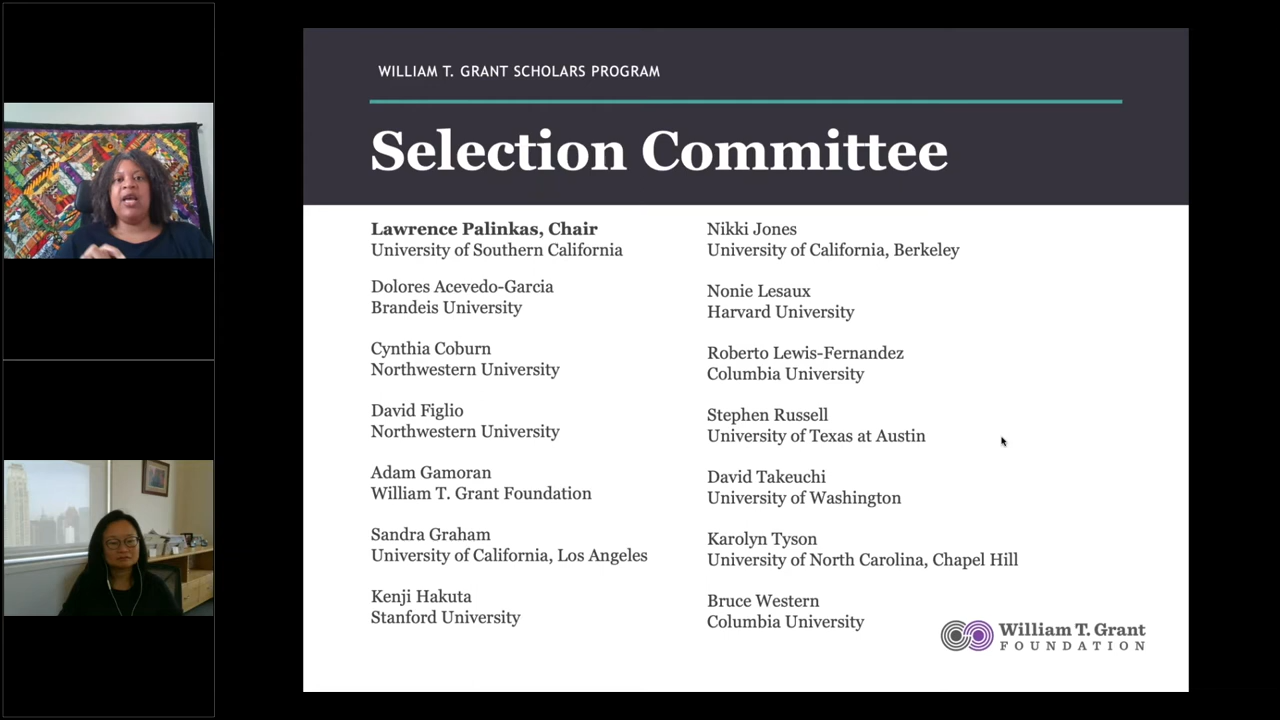 WILLIAM T. GRANT SCHOLARS PROGRAM
Selection Committee
Lawrence Palinkas, Chair
University of Southern California
Dolores Acevedo-Garcia
Brandeis University
Cynthia Coburn
Northwestern University
David Figlio
Northwestern University
Adam Gamoran
William T. Grant Foundation
Sandra Graham
University of California, Los Angeles
Kenji Hakuta
Stanford University
Nikki Jones
University of California, Berkeley
Nonie Lesaux
Harvard University
Roberto Lewis-Fernandez
Columbia University
Stephen Russell
University of Texas at Austin
David Takeuchi
University of Washington
Karolyn Tyson
University of North Carolina, Chapel Hill
Bruce Western
Columbia University
William T. Grant
FOUNDATION